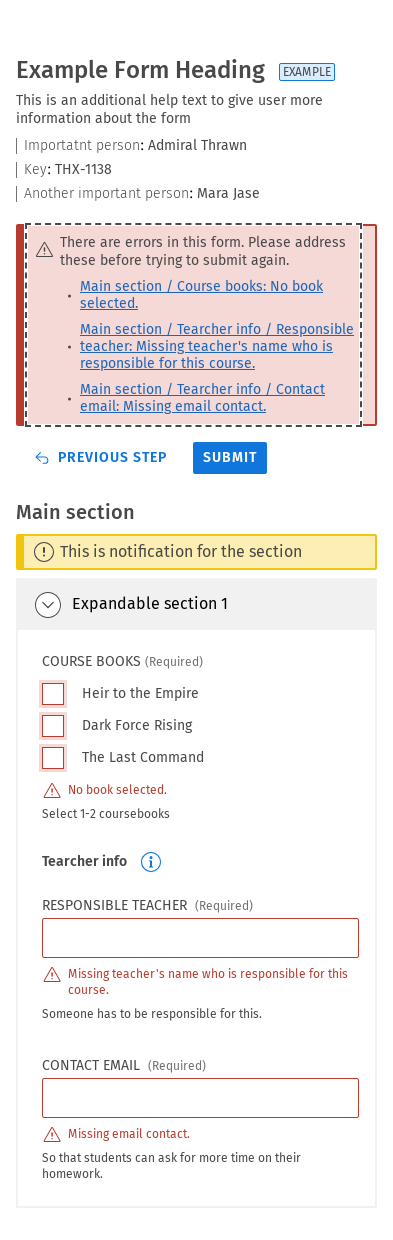 Example Form Heading EXAMPLE
This is an additional help text to give user more
information about the form
Importatnt person: Admiral Thrawn
Key: THX-1138
Another important person: Mara Jase
There are errors in this form. Please address
these before trying to submit again.
• Main section / Course books: No book
selected.
Main section / Tearcher info / Responsible
• teacher: Missing teacher's name who is
responsible for this course.
• Main section / Tearcher info / Contact
email: Missing email contact.
PREVIOUS STEP SUBMIT
Main section
This is notification for the section
Expandable section 1
COURSE BOOKS (Required)
Heir to the Empire
Dark Force Rising
The Last Command
No book selected.
Select 1-2 coursebooks
Tearcher info
RESPONSIBLE TEACHER (Required)
Missing teacher's name who is responsible for this
course.
Someone has to be responsible for this.
CONTACT EMAIL (Required)
Missing email contact.
So that students can ask for more time on their
homework.